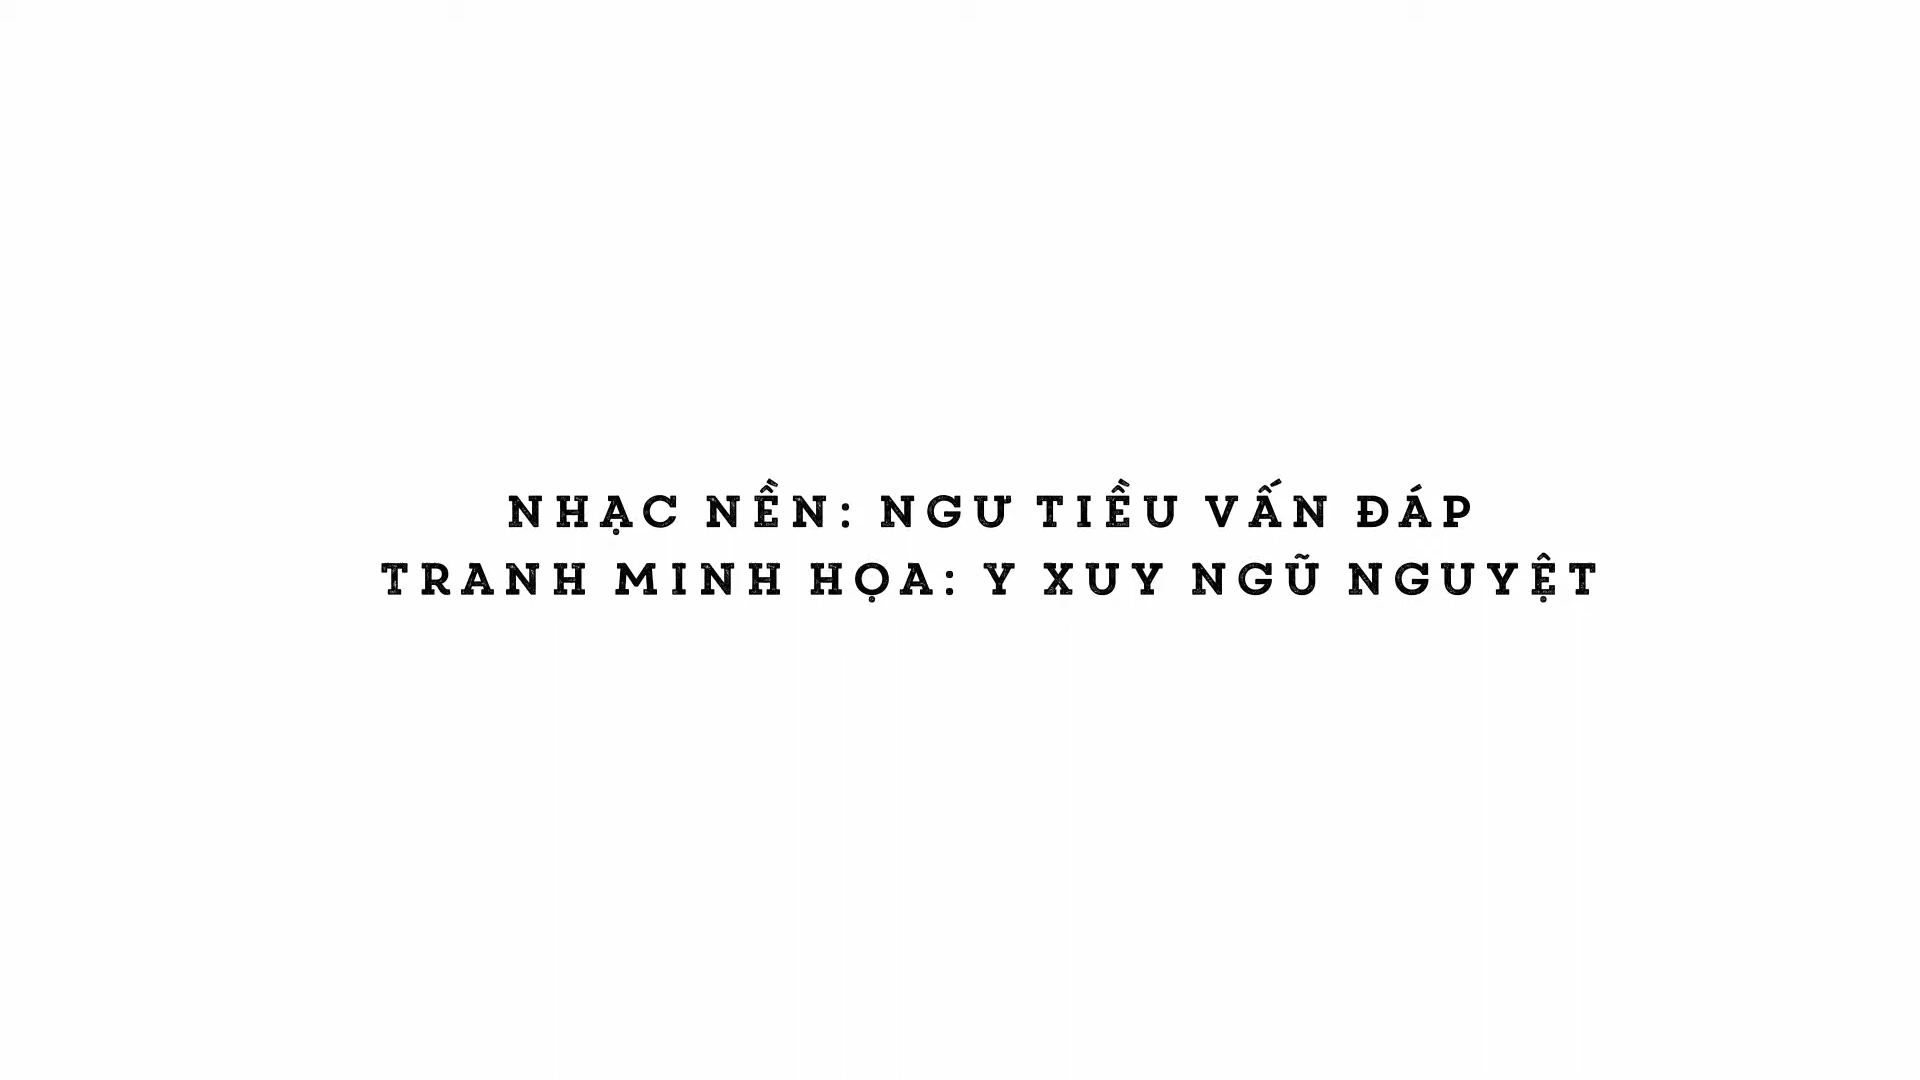 NHẠC NỀN: NGƯ TIỀU VẤN ĐÁP
TRANH MINH HỌA: Y XUY NGŨ NGUYỆT